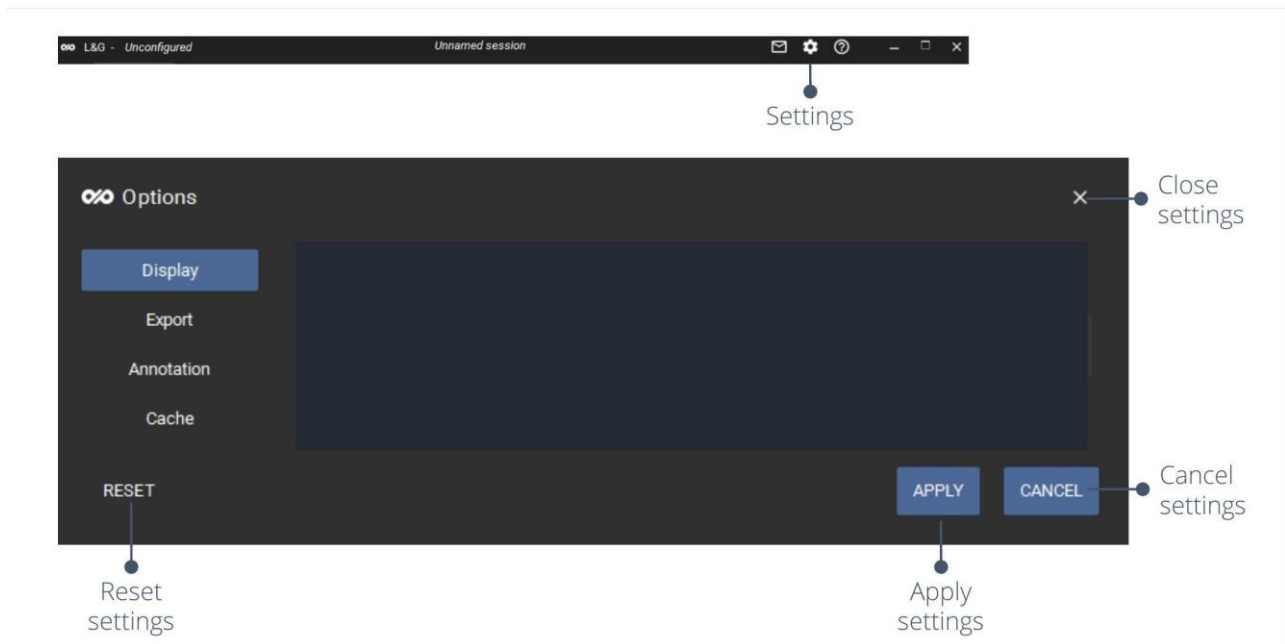 L&G - Unconfigured
Unnamed session
Settings
Options
Close
settings
Display
Export
Annotation
Cache
RESET
APPLY
CANCEL
Cancel
settings
Reset
settings
Apply
settings